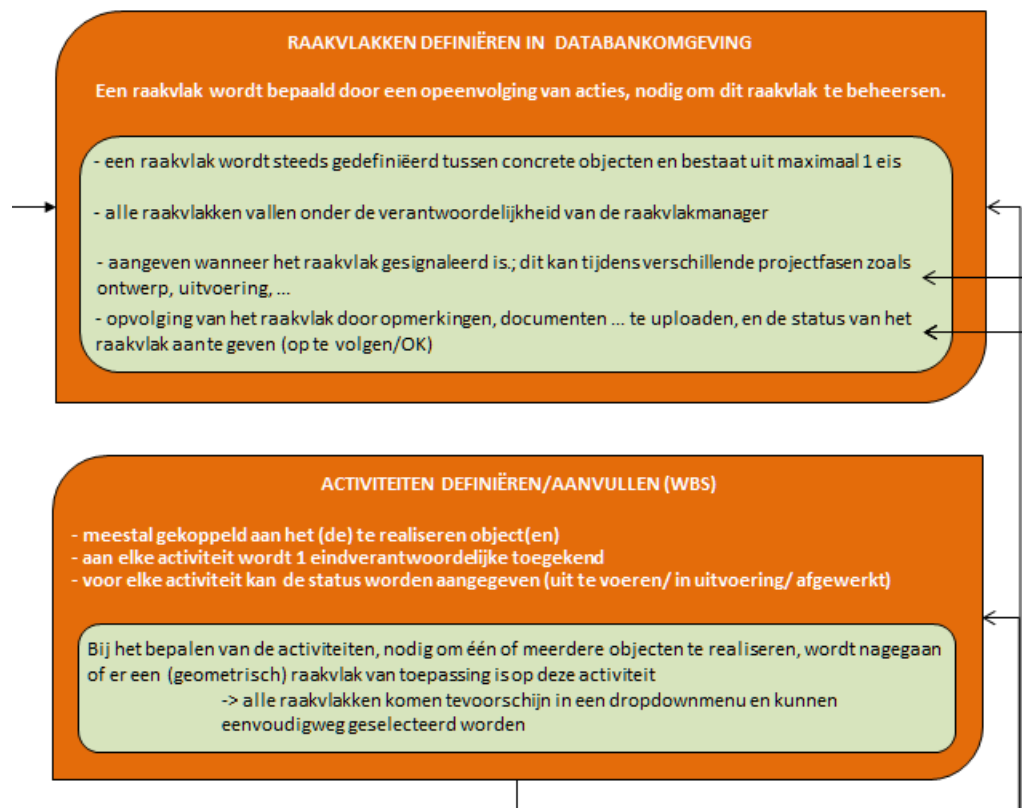 RAAKVLAKKEN DEFINIËREN IN DATABANKOMGEVING
Een raakvlak wordt bepaald door een opeenvolging van acties, nodig om dit raakvlak te beheersen.
- een raakvlak wordt steeds gedefiniëerd tussen concrete objecten en bestaat uit maximaal 1 eis
- alle raakvlakken vallen onder de verantwoordelijkheid van de raakvlakmanager
- aangeven wanneer het raakvlak gesignaleerd is.; dit kan tijdens verschillende projectfasen zoals
ontwerp, uitvoering, ...
- opvolging van het raakvlak door opmerkingen, documenten ... te uploaden, en de status van het
raakvlak aan te geven (op te volgen/OK)
ACTIVITEITEN DEFINIËREN/AANVULLEN (WBS)
- meestal gekoppeld aan het (de) te realiseren object(en)
- aan elke activiteit wordt 1 eindverantwoordelijke toegekend
- voor elke activiteit kan de status worden aangegeven (uit te voeren/ in uitvoering/ afgewerkt)
Bij het bepalen van de activiteiten, nodig om één of meerdere objecten te realiseren, wordt nagegaan
of er een (geometrisch) raakvlak van toepassing is op deze activiteit
-> alle raakvlakken komen tevoorschijn in een dropdownmenu en kunnen
eenvoudigweg geselecteerd worden